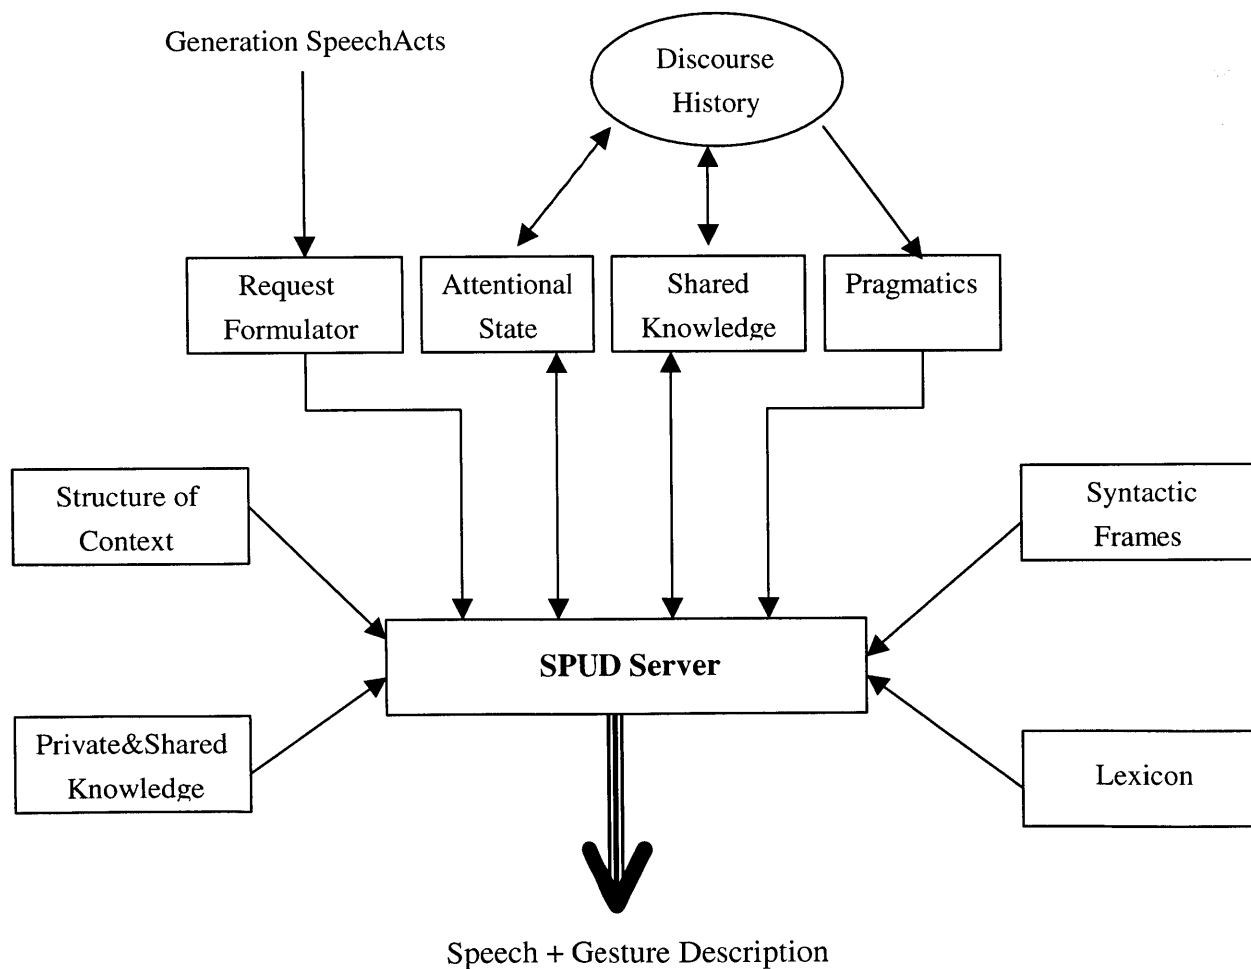 Generation SpeechActs
Discourse
History
Request
Formulator
Attentional
State
Shared
Knowledge
Pragmatics
Structure of
Context
Syntactic
Frames
SPUD Server
Private&Shared
Knowledge
Lexicon
Speech + Gesture Description